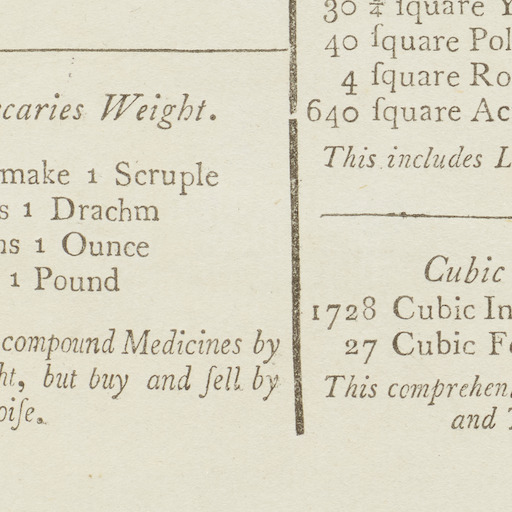 caries Weight.
make 1 Scruple
s 1 Drachm
ns 1 Ounce
1 Pound
compound Medicines by
ht, but buy and ſell by
oiſe.
30 ¼ ſquare Y
40 ſquare Pol
4 ſquare Ro
640 ſquare Ac
This includes L
Cubic
1728 Cubic In
27 Cubic Fe
This comprehen
and